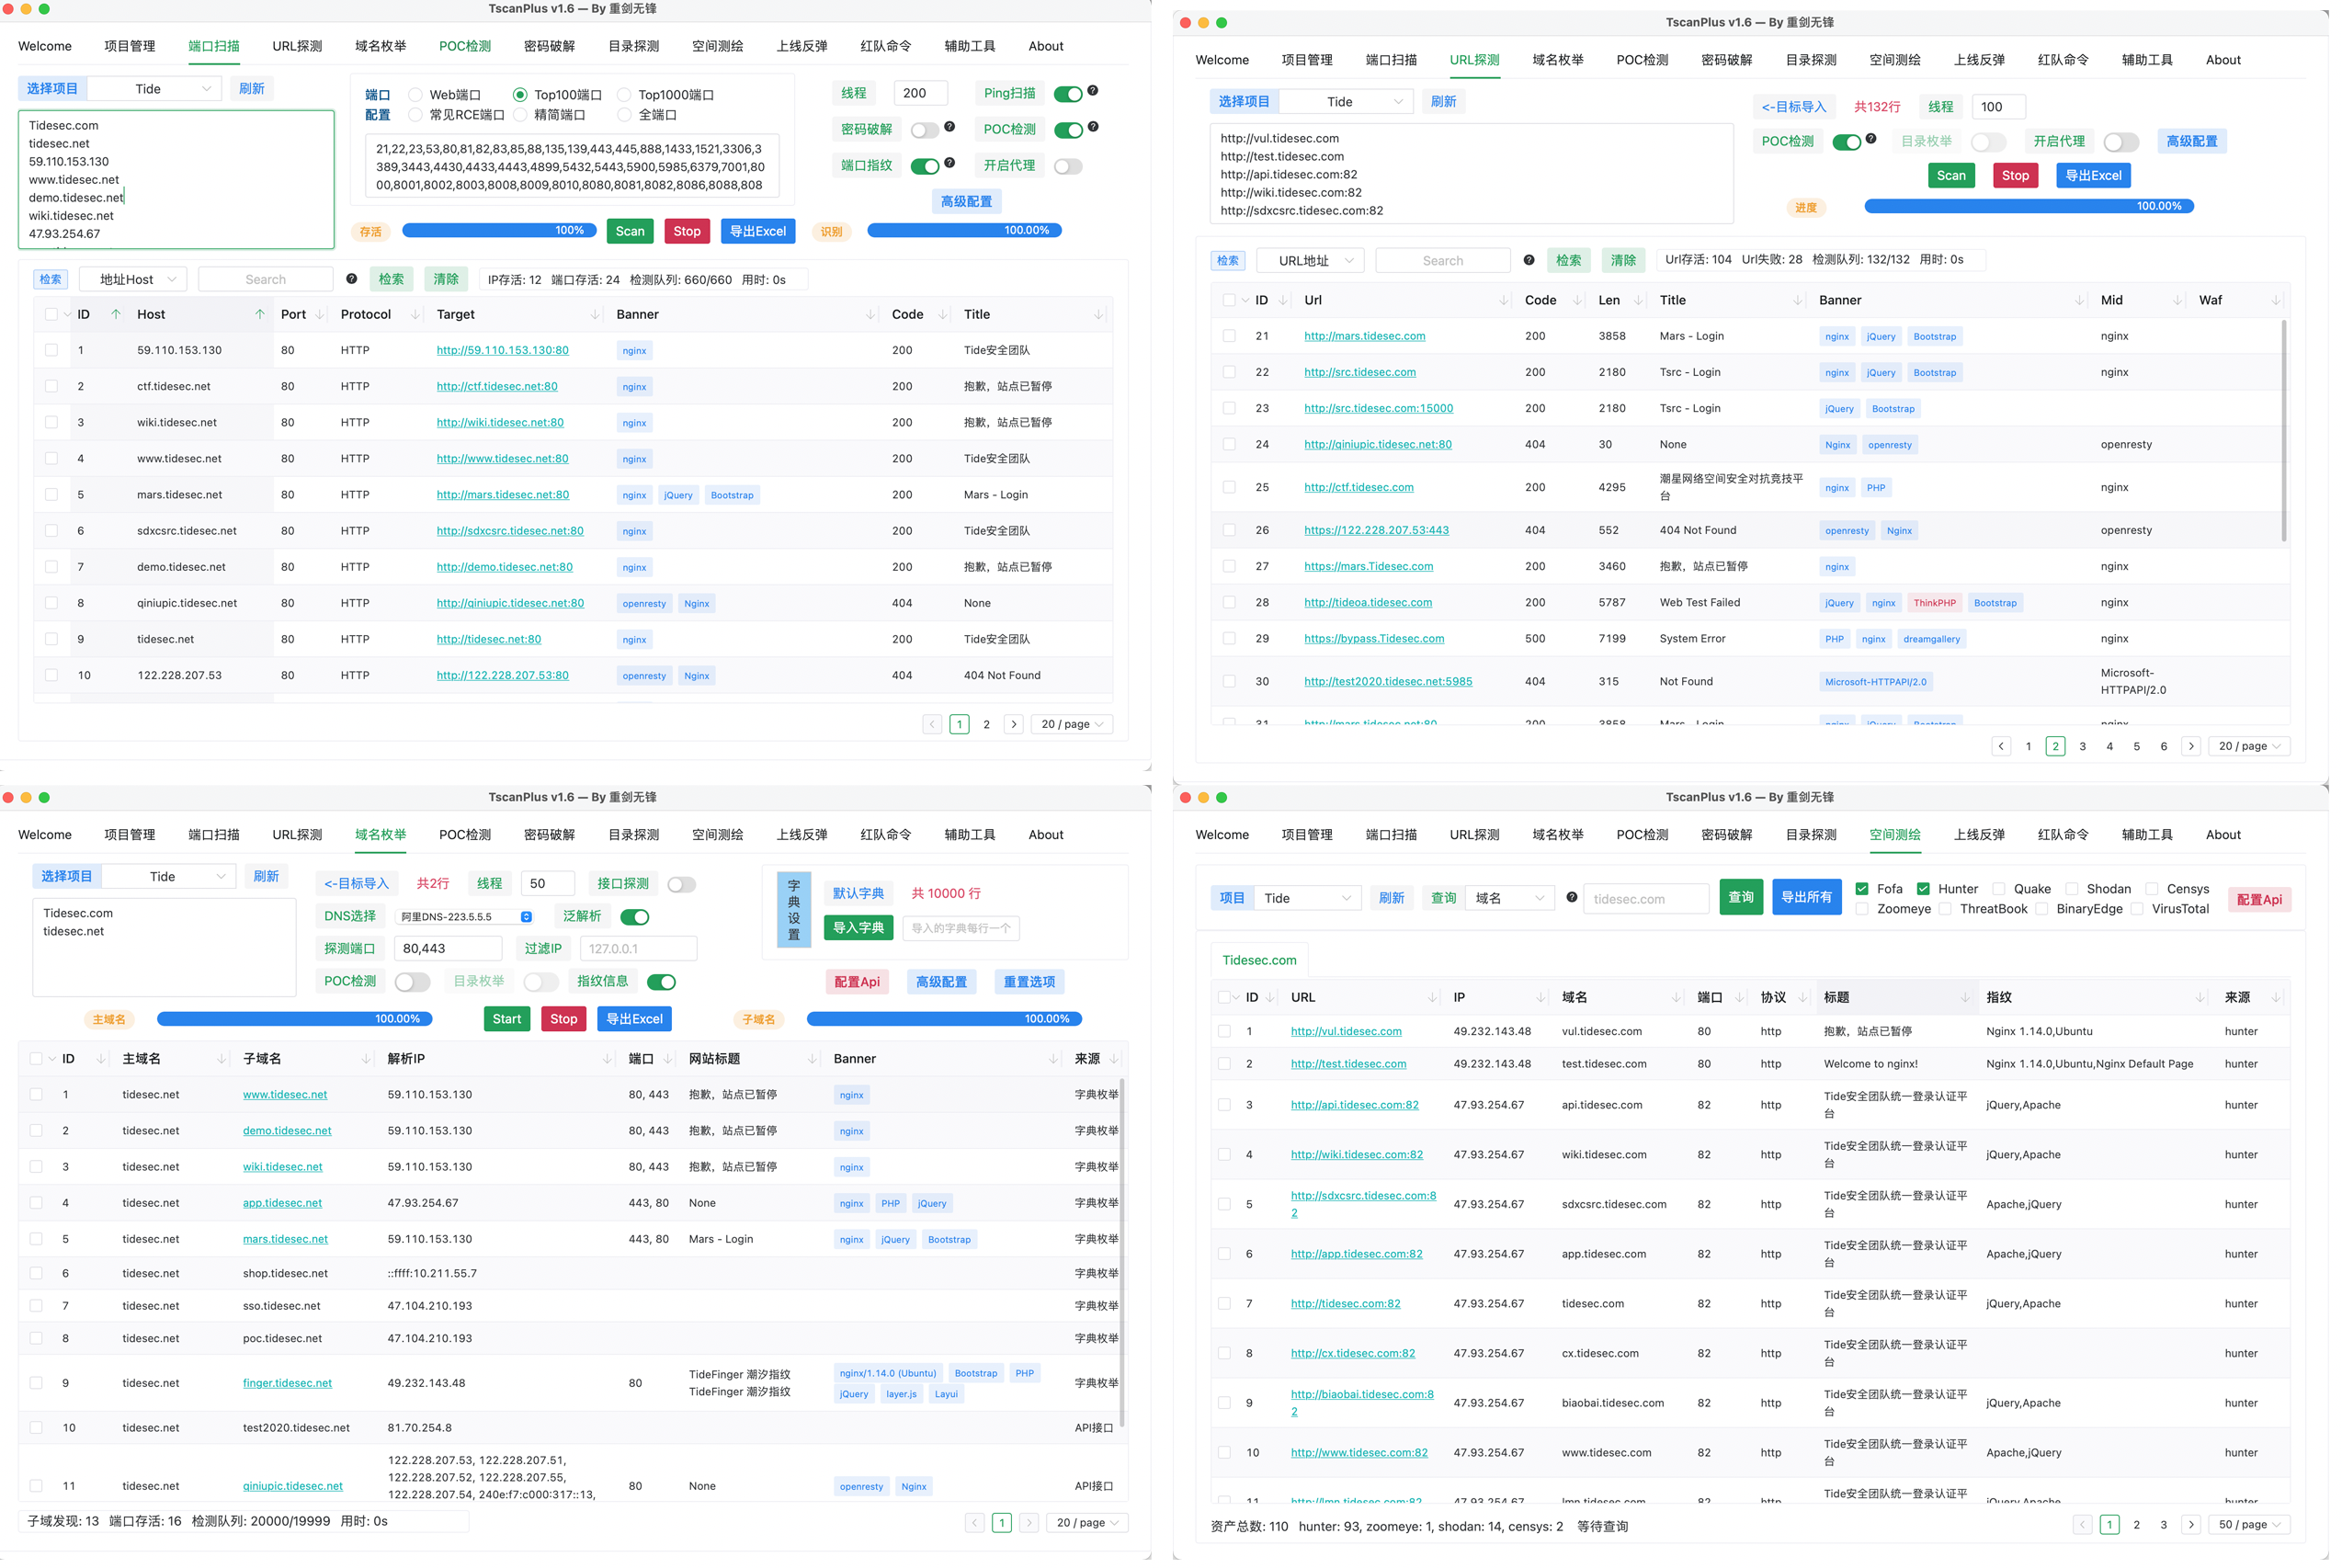 TscanPlus v1.6 — By 重剑无锋
Welcome 项目管理 端口扫描 URL探测 域名枚举 POC检测 密码破解 目录探测 空间测绘 上线反弹 红队命令 辅助工具 About
选择项目 Tide 刷新
Tidesec.com
tidesec.net
59.110.153.130
www.tidesec.net
demo.tidesec.net
wiki.tidesec.net
47.93.254.67
端口 Web端口 Top100端口 Top1000端口
配置 常见RCE端口 精简端口 全端口
21,22,23,53,80,81,82,83,85,88,135,139,443,445,888,1433,1521,3306,3
389,3443,4430,4433,4443,4899,5432,5443,5900,5985,6379,7001,80
00,8001,8002,8003,8008,8009,8010,8080,8081,8082,8086,8088,808
线程 200 Ping扫描
密码破解 POC检测
端口指纹 开启代理
高级配置
存活 100% Scan Stop 导出Excel 识别 100.00%
检索 地址Host Search 检索 清除 IP存活: 12 端口存活: 24 检测队列: 660/660 用时: 0s
ID Host Port Protocol Target Banner Code Title
1 59.110.153.130 80 HTTP http://59.110.153.130:80 nginx 200 Tide安全团队
2 ctf.tidesec.net 80 HTTP http://ctf.tidesec.net:80 nginx 200 抱歉，站点已暂停
3 wiki.tidesec.net 80 HTTP http://wiki.tidesec.net:80 nginx 200 抱歉，站点已暂停
4 www.tidesec.net 80 HTTP http://www.tidesec.net:80 nginx 200 Tide安全团队
5 mars.tidesec.net 80 HTTP http://mars.tidesec.net:80 nginx jQuery Bootstrap 200 Mars - Login
6 sdxcsrc.tidesec.net 80 HTTP http://sdxcsrc.tidesec.net:80 nginx 200 Tide安全团队
7 demo.tidesec.net 80 HTTP http://demo.tidesec.net:80 nginx 200 抱歉，站点已暂停
8 qiniupic.tidesec.net 80 HTTP http://qiniupic.tidesec.net:80 openresty Nginx 404 None
9 tidesec.net 80 HTTP http://tidesec.net:80 nginx 200 Tide安全团队
10 122.228.207.53 80 HTTP http://122.228.207.53:80 openresty Nginx 404 404 Not Found
1 2 20 / page
TscanPlus v1.6 — By 重剑无锋
Welcome 项目管理 端口扫描 URL探测 域名枚举 POC检测 密码破解 目录探测 空间测绘 上线反弹 红队命令 辅助工具 About
选择项目 Tide 刷新
http://vul.tidesec.com
http://test.tidesec.com
http://api.tidesec.com:82
http://wiki.tidesec.com:82
http://sdxcsrc.tidesec.com:82
<-目标导入 共132行 线程 100
POC检测 目录枚举 开启代理 高级配置
Scan Stop 导出Excel
进度 100.00%
检索 URL地址 Search 检索 清除 Url存活: 104 Url失败: 28 检测队列: 132/132 用时: 0s
ID Url Code Len Title Banner Mid Waf
21 http://mars.tidesec.com 200 3858 Mars - Login nginx jQuery Bootstrap nginx
22 http://src.tidesec.com 200 2180 Tsrc - Login nginx jQuery Bootstrap nginx
23 http://src.tidesec.com:15000 200 2180 Tsrc - Login jQuery Bootstrap
24 http://qiniupic.tidesec.net:80 404 30 None Nginx openresty openresty
25 http://ctf.tidesec.com 200 4295 潮星网络空间安全对抗竞技平台 nginx PHP nginx
26 https://122.228.207.53:443 404 552 404 Not Found openresty Nginx openresty
27 https://mars.Tidesec.com 200 3460 抱歉，站点已暂停 nginx nginx
28 http://tideoa.tidesec.com 200 5787 Web Test Failed jQuery nginx ThinkPHP Bootstrap nginx
29 https://bypass.Tidesec.com 500 7199 System Error PHP nginx dreamgallery nginx
30 http://test2020.tidesec.net:5985 404 315 Not Found Microsoft-HTTPAPI/2.0 Microsoft-HTTPAPI/2.0
31 http://mars.tidesec.net:80 200 3858 Mars - Login nginx jQuery Bootstrap nginx
1 2 3 4 5 6 20 / page
TscanPlus v1.6 — By 重剑无锋
Welcome 项目管理 端口扫描 URL探测 域名枚举 POC检测 密码破解 目录探测 空间测绘 上线反弹 红队命令 辅助工具 About
选择项目 Tide 刷新
Tidesec.com
tidesec.net
<-目标导入 共2行 线程 50 接口探测
DNS选择 阿里DNS-223.5.5.5 泛解析
探测端口 80,443 过滤IP 127.0.0.1
POC检测 目录枚举 指纹信息
字典设置 默认字典 共 10000 行
导入字典 导入的字典每行一个
配置Api 高级配置 重置选项
主域名 100.00% Start Stop 导出Excel 子域名 100.00%
ID 主域名 子域名 解析IP 端口 网站标题 Banner 来源
1 tidesec.net www.tidesec.net 59.110.153.130 80, 443 抱歉，站点已暂停 nginx 字典枚举
2 tidesec.net demo.tidesec.net 59.110.153.130 80, 443 抱歉，站点已暂停 nginx 字典枚举
3 tidesec.net wiki.tidesec.net 59.110.153.130 80, 443 抱歉，站点已暂停 nginx 字典枚举
4 tidesec.net app.tidesec.net 47.93.254.67 443, 80 None nginx PHP jQuery 字典枚举
5 tidesec.net mars.tidesec.net 59.110.153.130 443, 80 Mars - Login nginx jQuery Bootstrap 字典枚举
6 tidesec.net shop.tidesec.net ::ffff:10.211.55.7 字典枚举
7 tidesec.net sso.tidesec.net 47.104.210.193 字典枚举
8 tidesec.net poc.tidesec.net 47.104.210.193 字典枚举
9 tidesec.net finger.tidesec.net 49.232.143.48 80 TideFinger 潮汐指纹 TideFinger 潮汐指纹 nginx/1.14.0 (Ubuntu) Bootstrap PHP jQuery layer.js Layui 字典枚举
10 tidesec.net test2020.tidesec.net 81.70.254.8 API接口
11 tidesec.net qiniupic.tidesec.net 122.228.207.53, 122.228.207.51, 122.228.207.52, 122.228.207.55, 122.228.207.54, 240e:f7:c000:317::13, 80 None openresty Nginx API接口
子域发现: 13 端口存活: 16 检测队列: 20000/19999 用时: 0s
1 20 / page
TscanPlus v1.6 — By 重剑无锋
Welcome 项目管理 端口扫描 URL探测 域名枚举 POC检测 密码破解 目录探测 空间测绘 上线反弹 红队命令 辅助工具 About
项目 Tide 刷新 查询 域名 tidesec.com 查询 导出所有
Fofa Hunter Quake Shodan Censys
Zoomeye ThreatBook BinaryEdge VirusTotal
配置Api
Tidesec.com
ID URL IP 域名 端口 协议 标题 指纹 来源
1 http://vul.tidesec.com 49.232.143.48 vul.tidesec.com 80 http 抱歉，站点已暂停 Nginx 1.14.0,Ubuntu hunter
2 http://test.tidesec.com 49.232.143.48 test.tidesec.com 80 http Welcome to nginx! Nginx 1.14.0,Ubuntu,Nginx Default Page hunter
3 http://api.tidesec.com:82 47.93.254.67 api.tidesec.com 82 http Tide安全团队统一登录认证平台 jQuery,Apache hunter
4 http://wiki.tidesec.com:82 47.93.254.67 wiki.tidesec.com 82 http Tide安全团队统一登录认证平台 jQuery,Apache hunter
5 http://sdxcsrc.tidesec.com:82 47.93.254.67 sdxcsrc.tidesec.com 82 http Tide安全团队统一登录认证平台 Apache,jQuery hunter
6 http://app.tidesec.com:82 47.93.254.67 app.tidesec.com 82 http Tide安全团队统一登录认证平台 Apache,jQuery hunter
7 http://tidesec.com:82 47.93.254.67 tidesec.com 82 http Tide安全团队统一登录认证平台 jQuery,Apache hunter
8 http://cx.tidesec.com:82 47.93.254.67 cx.tidesec.com 82 http Tide安全团队统一登录认证平台 jQuery,Apache hunter
9 http://biaobai.tidesec.com:82 47.93.254.67 biaobai.tidesec.com 82 http Tide安全团队统一登录认证平台 jQuery,Apache hunter
10 http://www.tidesec.com:82 47.93.254.67 www.tidesec.com 82 http Tide安全团队统一登录认证平台 Apache,jQuery hunter
11 http://lmn.tidesec.com:82 47.93.254.67 lmn.tidesec.com 82 http Tide安全团队统一登录认证平 jQuery,Apache hunter
资产总数: 110 hunter: 93, zoomeye: 1, shodan: 14, censys: 2 等待查询
1 2 3 50 / page